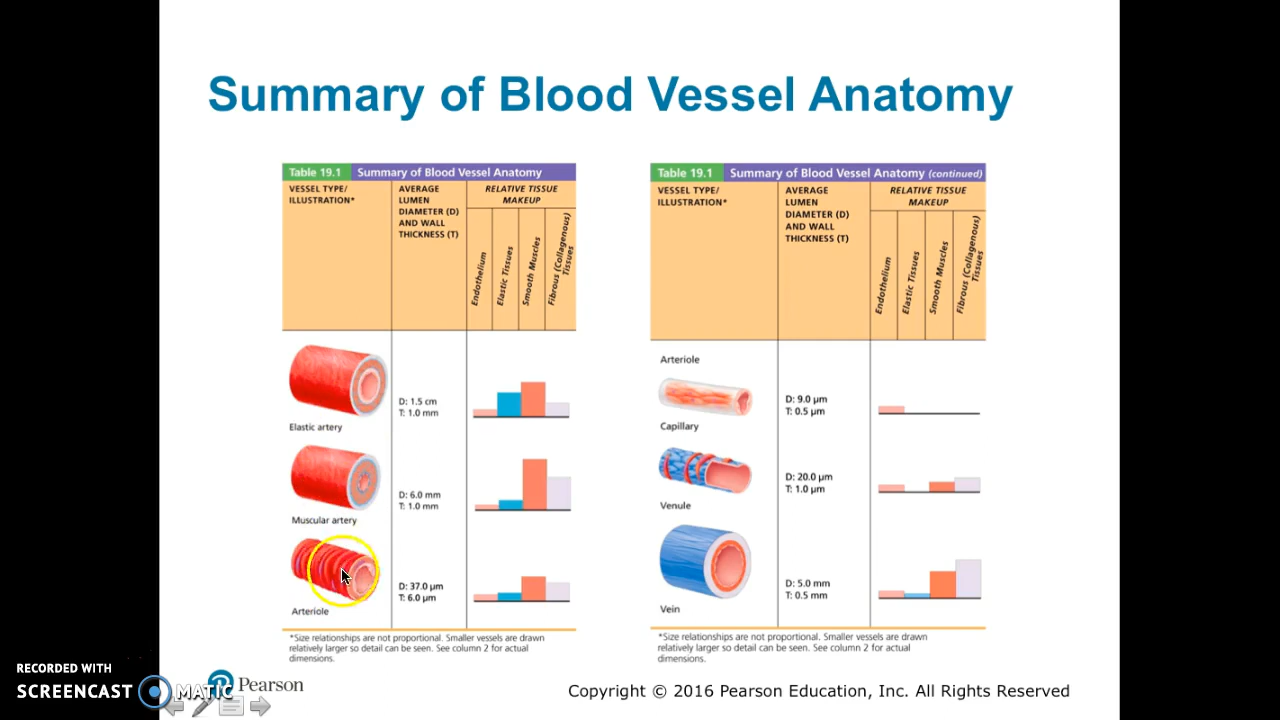 Summary of Blood Vessel Anatomy
Table 19.1 Summary of Blood Vessel Anatomy
VESSEL TYPE/
ILLUSTRATION*
AVERAGE
LUMEN
DIAMETER (D)
AND WALL
THICKNESS (T)
RELATIVE TISSUE
MAKEUP
Endothelium
Elastic Tissues
Smooth Muscles
Fibrous (Collagenous)
Tissues
D: 1.5 cm
T: 1.0 mm
Elastic artery
D: 6.0 mm
T: 1.0 mm
Muscular artery
D: 37.0 µm
T: 6.0 µm
Arteriole
*Size relationships are not proportional. Smaller vessels are drawn
relatively larger so detail can be seen. See column 2 for actual
dimensions.
Table 19.1 Summary of Blood Vessel Anatomy (continued)
VESSEL TYPE/
ILLUSTRATION*
AVERAGE
LUMEN
DIAMETER (D)
AND WALL
THICKNESS (T)
RELATIVE TISSUE
MAKEUP
Endothelium
Elastic Tissues
Smooth Muscles
Fibrous (Collagenous)
Tissues
Arteriole
D: 9.0 µm
T: 0.5 µm
Capillary
D: 20.0 µm
T: 1.0 µm
Venule
D: 5.0 mm
T: 0.5 mm
Vein
*Size relationships are not proportional. Smaller vessels are drawn
relatively larger so detail can be seen. See column 2 for actual
dimensions.
RECORDED WITH
SCREENCAST MATIC
Pearson
Copyright © 2016 Pearson Education, Inc. All Rights Reserved